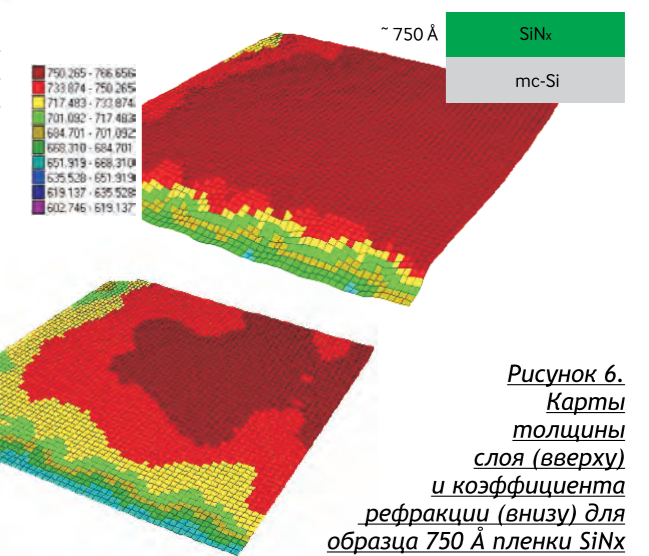 ~ 750 Å
SiNx
mc-Si
750.265 - 766.656
733.874 - 750.265
717.483 - 733.874
701.092 - 717.483
684.701 - 701.092
668.310 - 684.701
651.919 - 668.310
635.528 - 651.919
619.137 - 635.528
602.746 - 619.137
Рисунок 6.
Карты
толщины
слоя (вверху)
и коэффициента
рефракции (внизу) для
образца 750 Å пленки SiNx